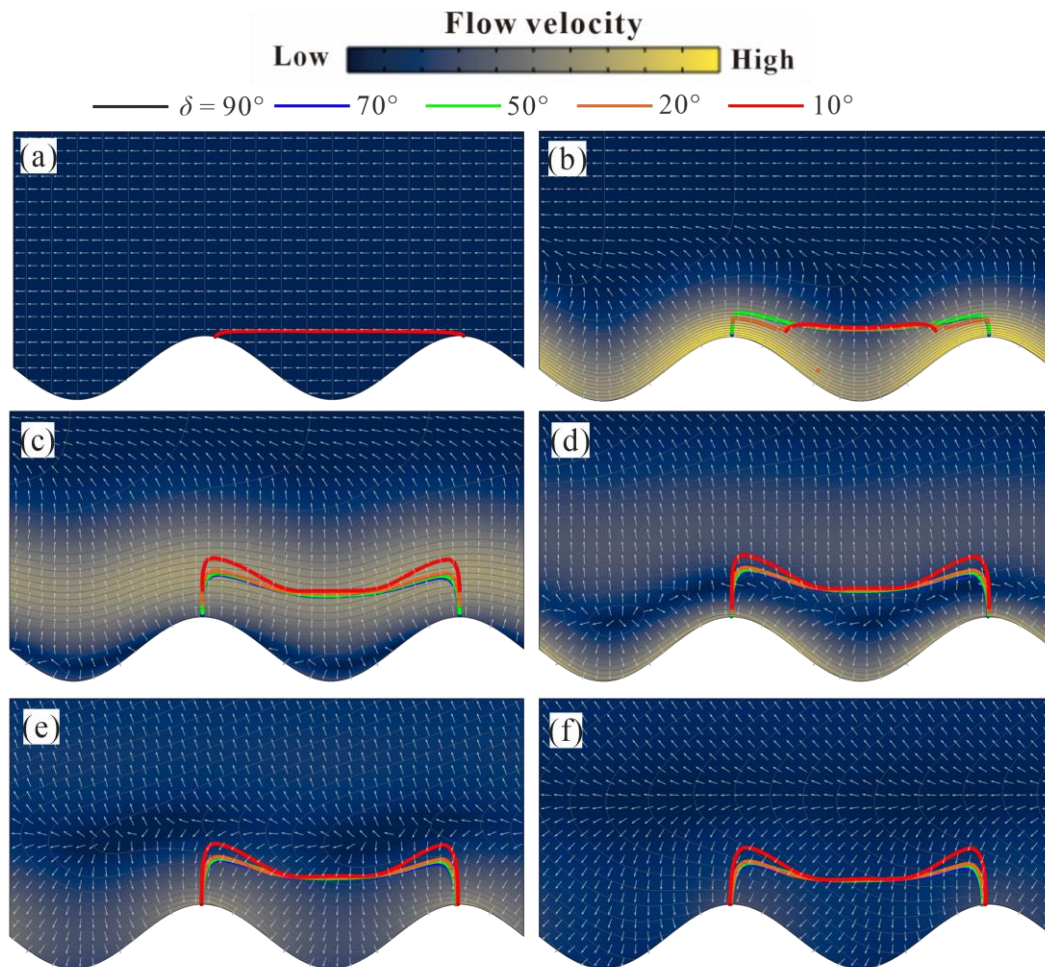 Flow velocity
Low High
δ = 90° 70° 50° 20° 10°
(a) (b)
(c) (d)
(e) (f)